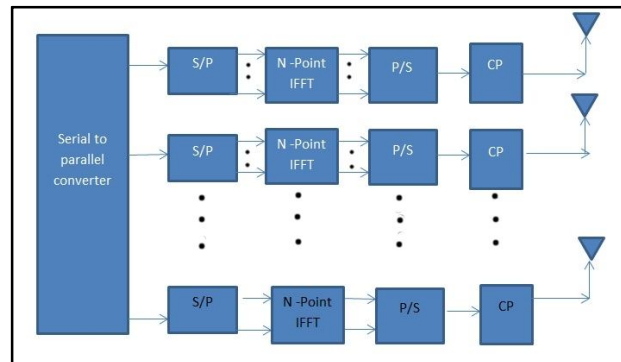 S/P
N -Point
IFFT
P/S
CP
Serial to
parallel
converter
S/P
N -Point
IFFT
P/S
CP
S/P
N -Point
IFFT
P/S
CP